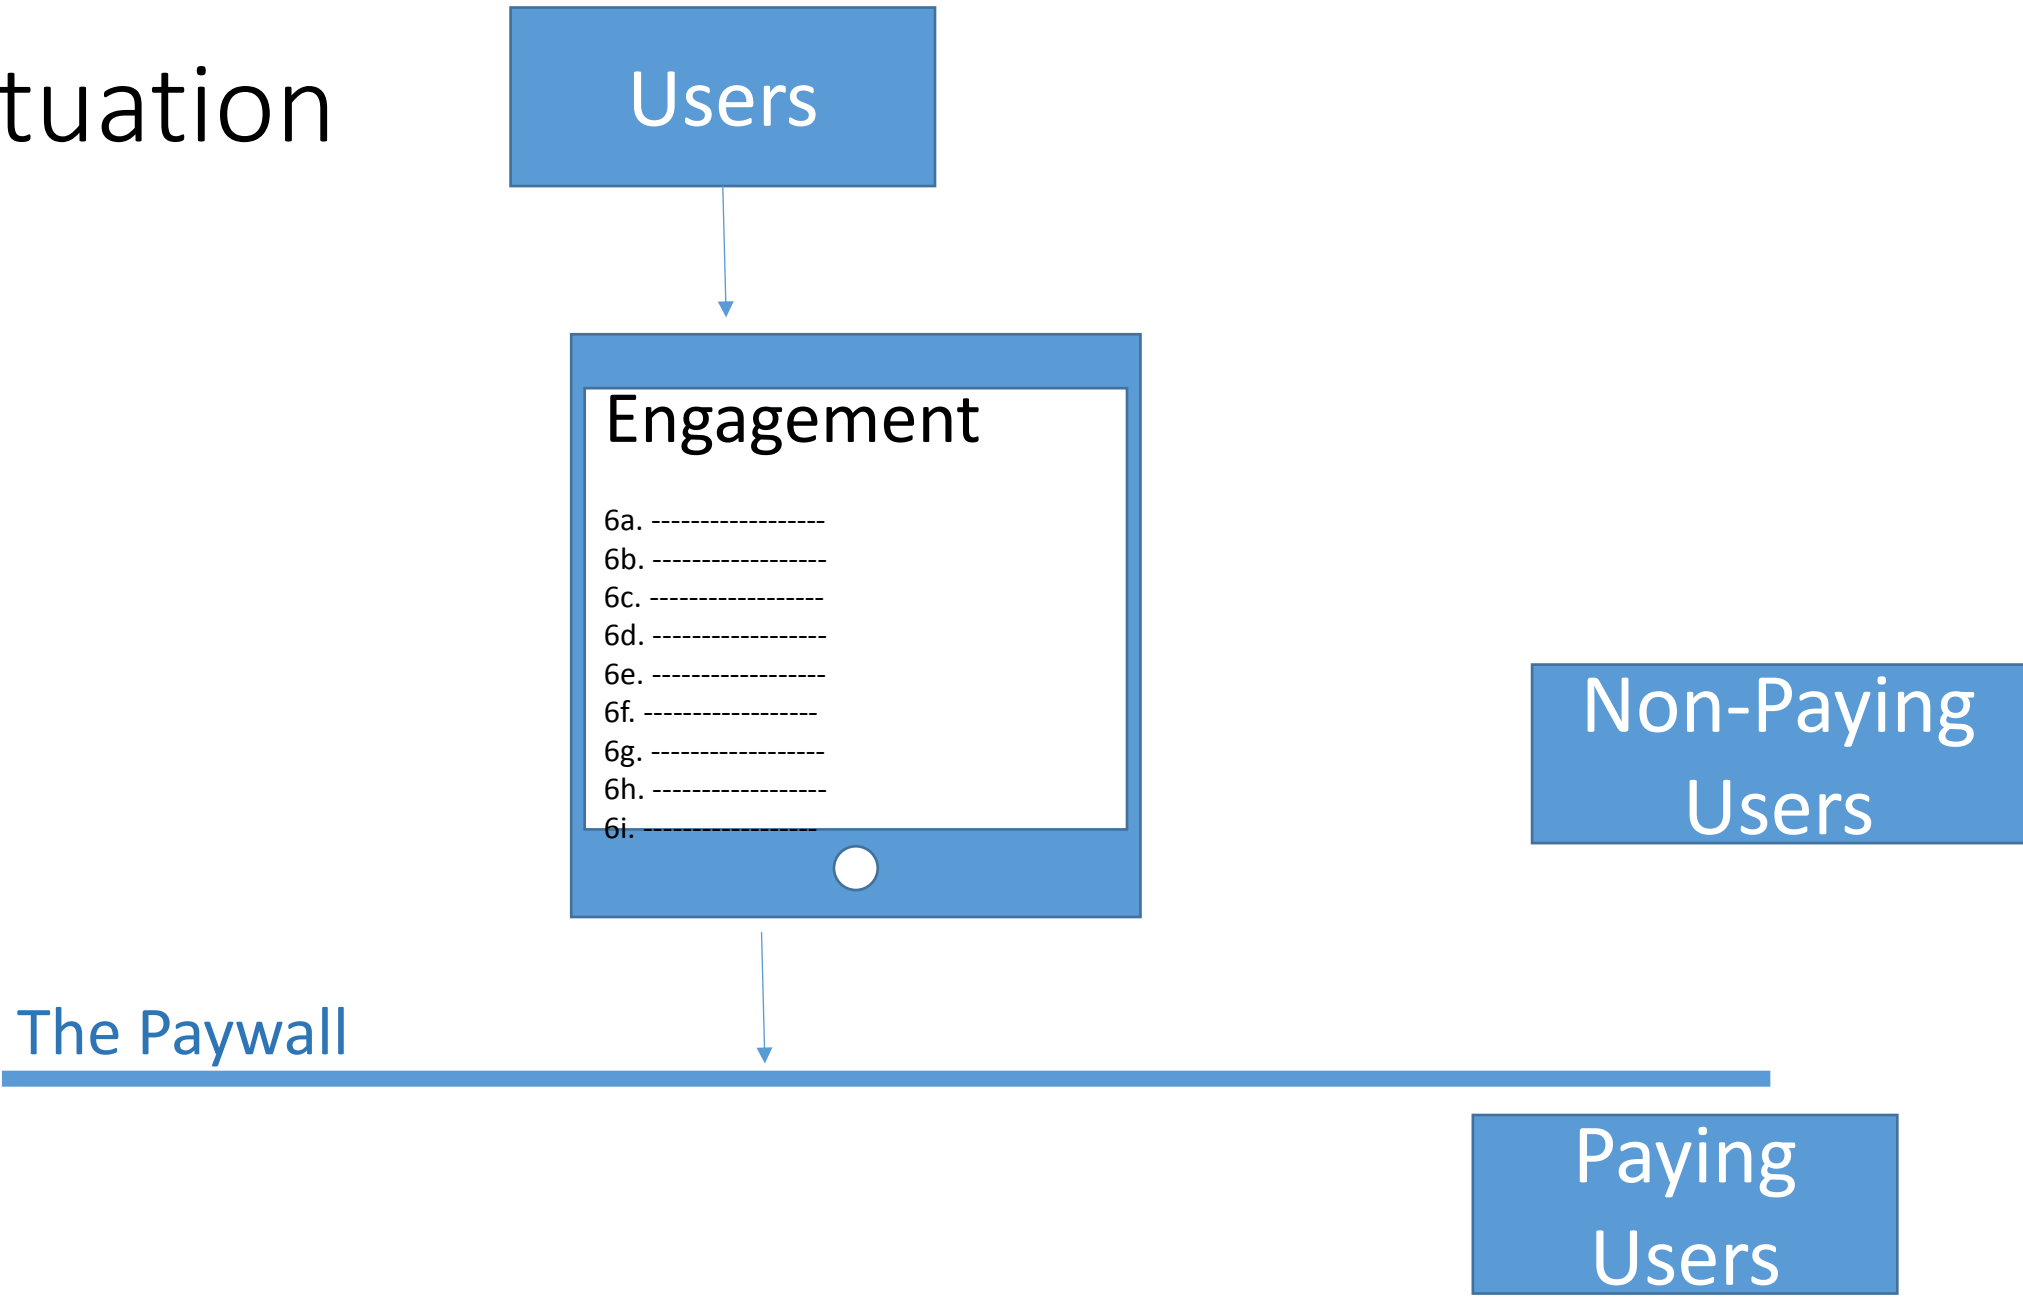 tuation
Users
Engagement
6a. ------------------
6b. ------------------
6c. ------------------
6d. ------------------
6e. ------------------
6f. ------------------
6g. ------------------
6h. ------------------
6i. ------------------
Non-Paying
Users
The Paywall
Paying
Users